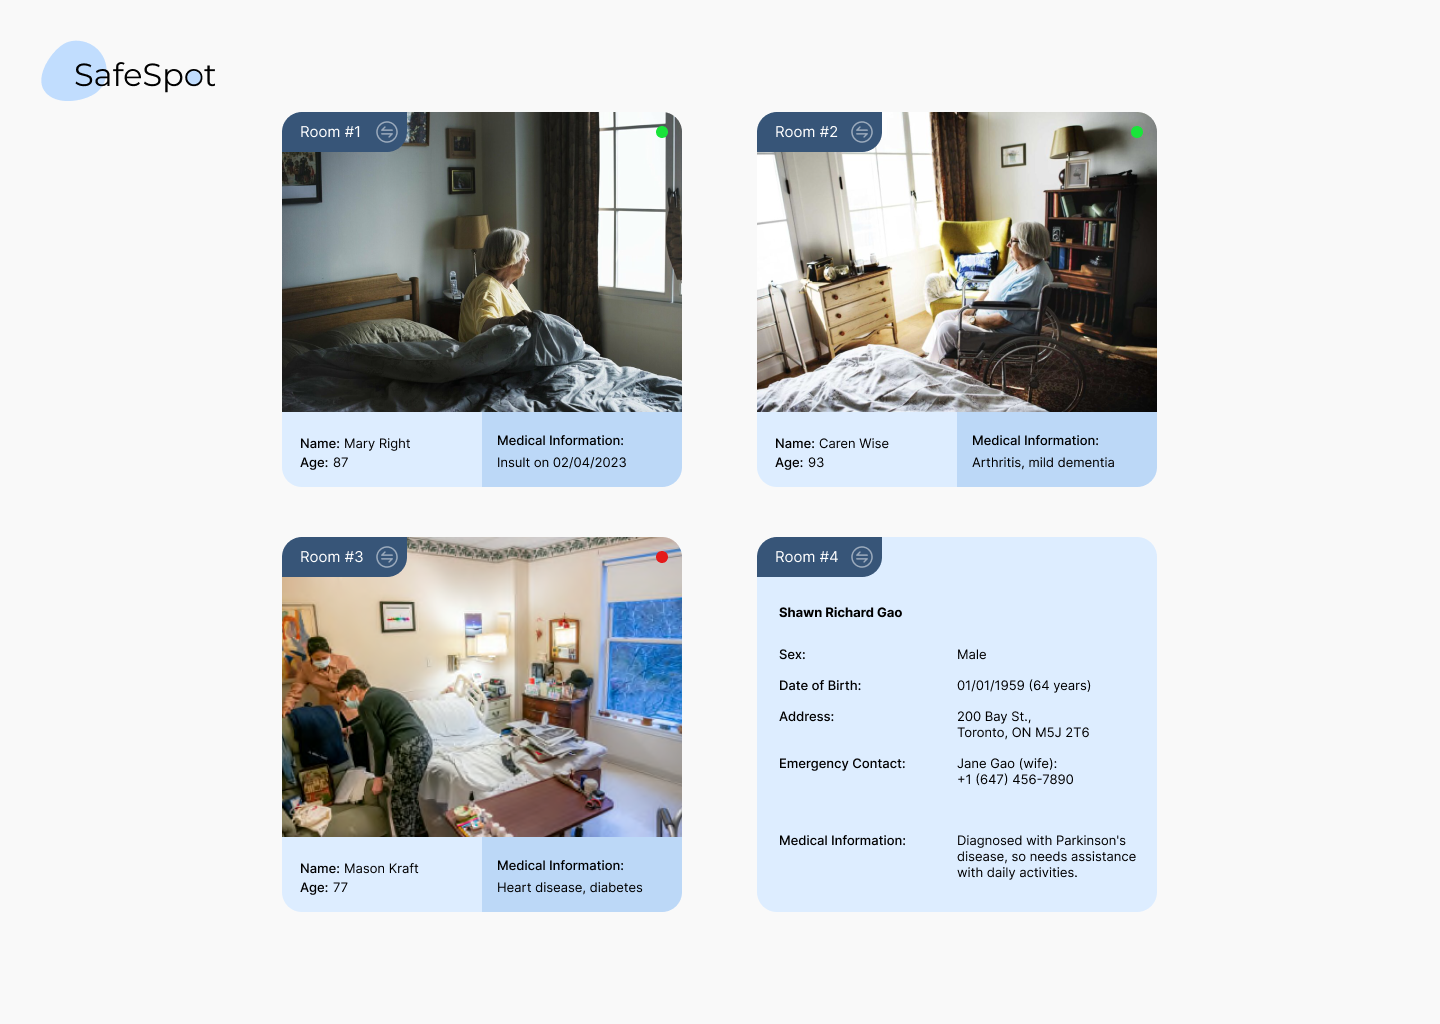 SafeSpot
Room #1
Name: Mary Right
Age: 87
Medical Information:
Insult on 02/04/2023
Room #2
Name: Caren Wise
Age: 93
Medical Information:
Arthritis, mild dementia
Room #3
Name: Mason Kraft
Age: 77
Medical Information:
Heart disease, diabetes
Room #4
Shawn Richard Gao
Sex: Male
Date of Birth: 01/01/1959 (64 years)
Address: 200 Bay St.,
Toronto, ON M5J 2T6
Emergency Contact: Jane Gao (wife):
+1 (647) 456-7890
Medical Information: Diagnosed with Parkinson's
disease, so needs assistance
with daily activities.